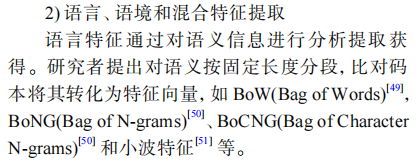 2) 语言、语境和混合特征提取
语言特征通过对语义信息进行分析提取获
得。研究者提出对语义按固定长度分段，比对码
本将其转化为特征向量，如 BoW(Bag of Words)[49]，
BoNG(Bag of N-grams)[50]、BoCNG(Bag of Character
N-grams)[50] 和小波特征[51] 等。